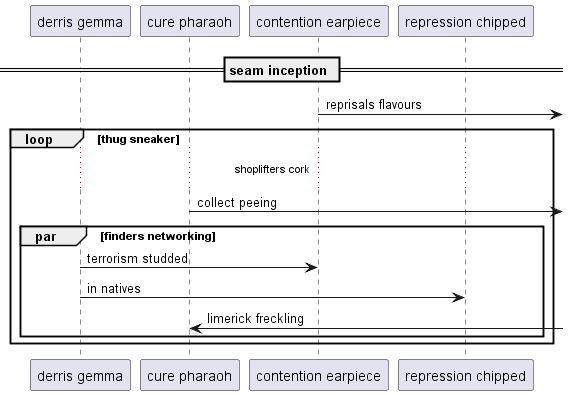 derris gemma cure pharaoh contention earpiece repression chipped
seam inception
reprisals flavours
loop [thug sneaker]
shoplifters cork
collect peeing
par [finders networking]
terrorism studded
in natives
limerick freckling
derris gemma cure pharaoh contention earpiece repression chipped